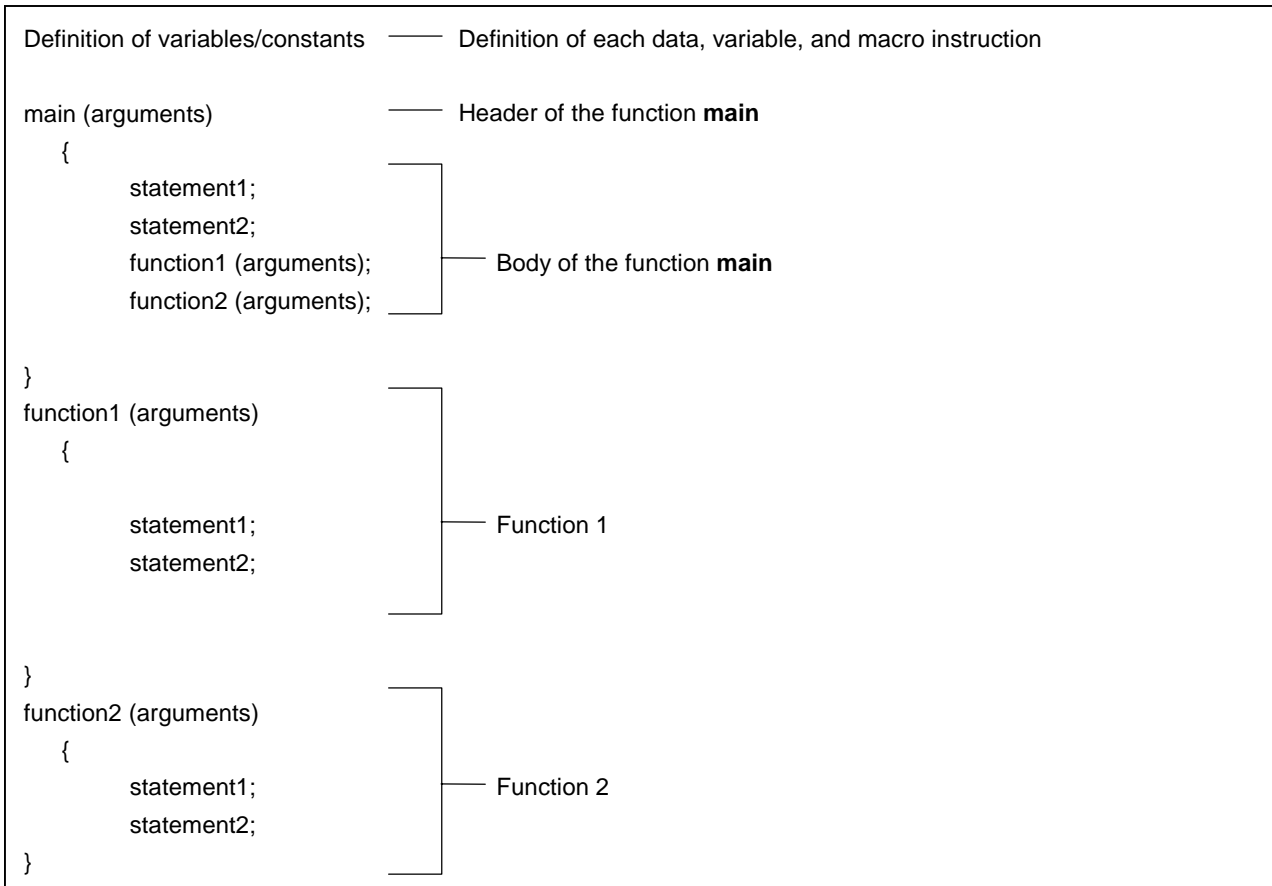 Definition of variables/constants Definition of each data, variable, and macro instruction
main (arguments) Header of the function main
{
statement1;
statement2;
function1 (arguments); Body of the function main
function2 (arguments);
}
function1 (arguments)
{
statement1; Function 1
statement2;
}
function2 (arguments)
{
statement1; Function 2
statement2;
}